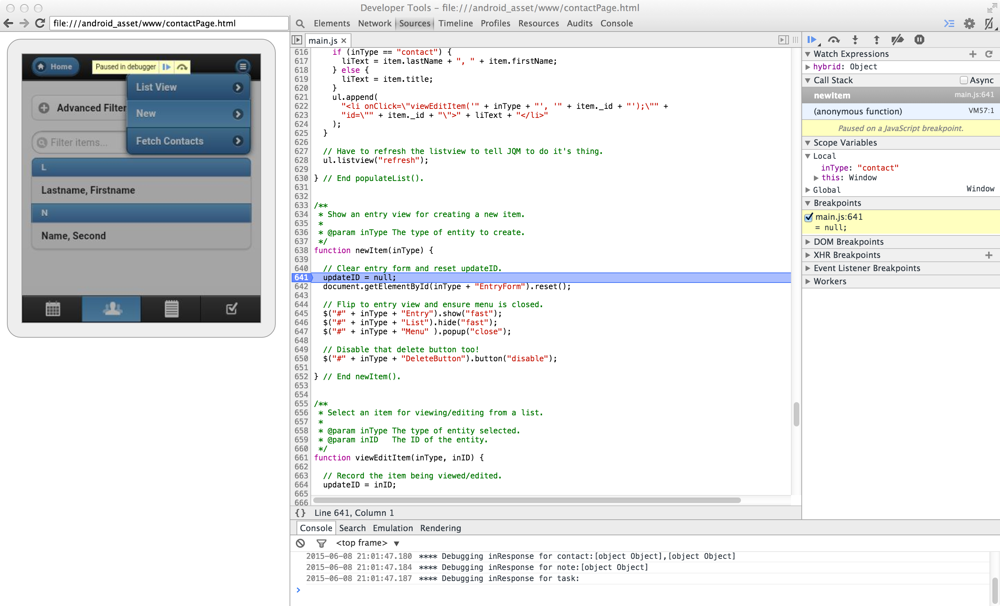 Developer Tools - file:///android_asset/www/contactPage.html
file:///android_asset/www/contactPage.html
Elements Network Sources Timeline Profiles Resources Audits Console
Home
Paused in debugger
List View
New
Fetch Contacts
Advanced Filter
Filter items...
L
Lastname, Firstname
N
Name, Second
main.js ×
616 if (inType == "contact") {
617 liText = item.lastName + ", " + item.firstName;
618 } else {
619 liText = item.title;
620 }
621 ul.append(
622 "<li onClick=\"viewEditItem('" + inType + "', '" + item._id + "');\"" +
623 "id=\"" + item._id + "\">" + liText + "</li>"
624 );
625 }
626
627 // Have to refresh the listview to tell JQM to do it's thing.
628 ul.listview("refresh");
629
630 } // End populateList().
631
632
633 /**
634 * Show an entry view for creating a new item.
635 *
636 * @param inType The type of entity to create.
637 */
638 function newItem(inType) {
639
640 // Clear entry form and reset updateID.
641 updateID = null;
642 document.getElementById(inType + "EntryForm").reset();
643
644 // Flip to entry view and ensure menu is closed.
645 $("#" + inType + "Entry").show("fast");
646 $("#" + inType + "List").hide("fast");
647 $("#" + inType + "Menu" ).popup("close");
648
649 // Disable that delete button too!
650 $("#" + inType + "DeleteButton").button("disable");
651
652 } // End newItem().
653
654
655 /**
656 * Select an item for viewing/editing from a list.
657 *
658 * @param inType The type of entity selected.
659 * @param inID   The ID of the entity.
660 */
661 function viewEditItem(inType, inID) {
662
663 // Record the item being viewed/edited.
664 updateID = inID;
665
666
{} Line 641, Column 1
Watch Expressions
hybrid: Object
Call Stack Async
newItem main.js:641
(anonymous function) VM57:1
Paused on a JavaScript breakpoint.
Scope Variables
Local
inType: "contact"
this: Window
Global Window
Breakpoints
main.js:641
= null;
DOM Breakpoints
XHR Breakpoints
Event Listener Breakpoints
Workers
Console Search Emulation Rendering
<top frame>
2015-06-08 21:01:47.180 **** Debugging inResponse for contact:[object Object],[object Object]
2015-06-08 21:01:47.184 **** Debugging inResponse for note:[object Object]
2015-06-08 21:01:47.187 **** Debugging inResponse for task:
>